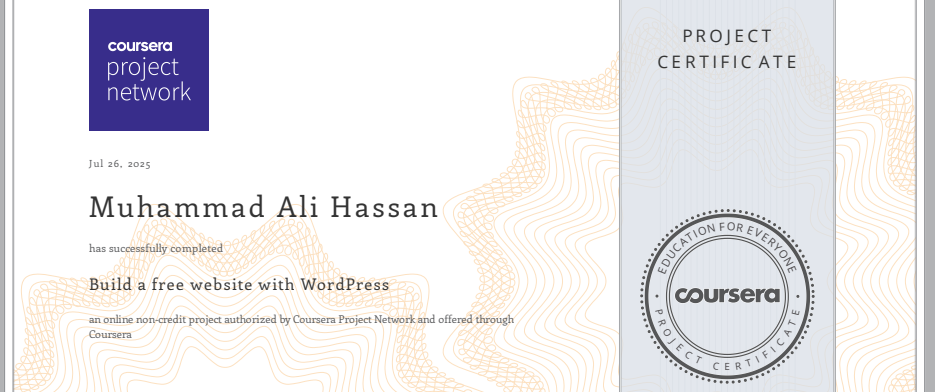 coursera
project
network
PROJECT
CERTIFICATE
Jul 26, 2025
Muhammad Ali Hassan
has successfully completed
Build a free website with WordPress
an online non-credit project authorized by Coursera Project Network and offered through
Coursera
EDUCATION FOR EVERYONE
coursera
PROJECT CERTIFICATE